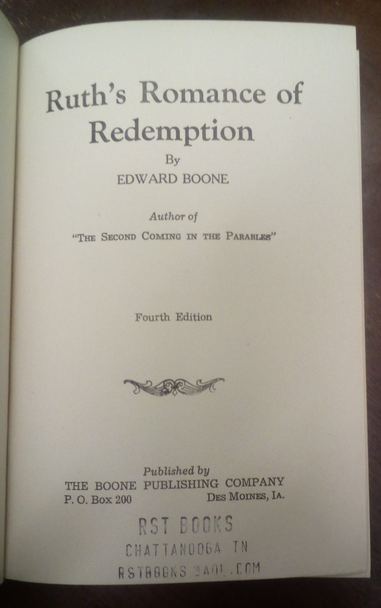 Ruth's Romance of
Redemption
By
EDWARD BOONE
Author of
"THE SECOND COMING IN THE PARABLES"
Fourth Edition
Published by
THE BOONE PUBLISHING COMPANY
P. O. Box 200 DES MOINES, IA.
RST BOOKS
CHATTANOOGA TN
RSTBOOKS @AOL.COM